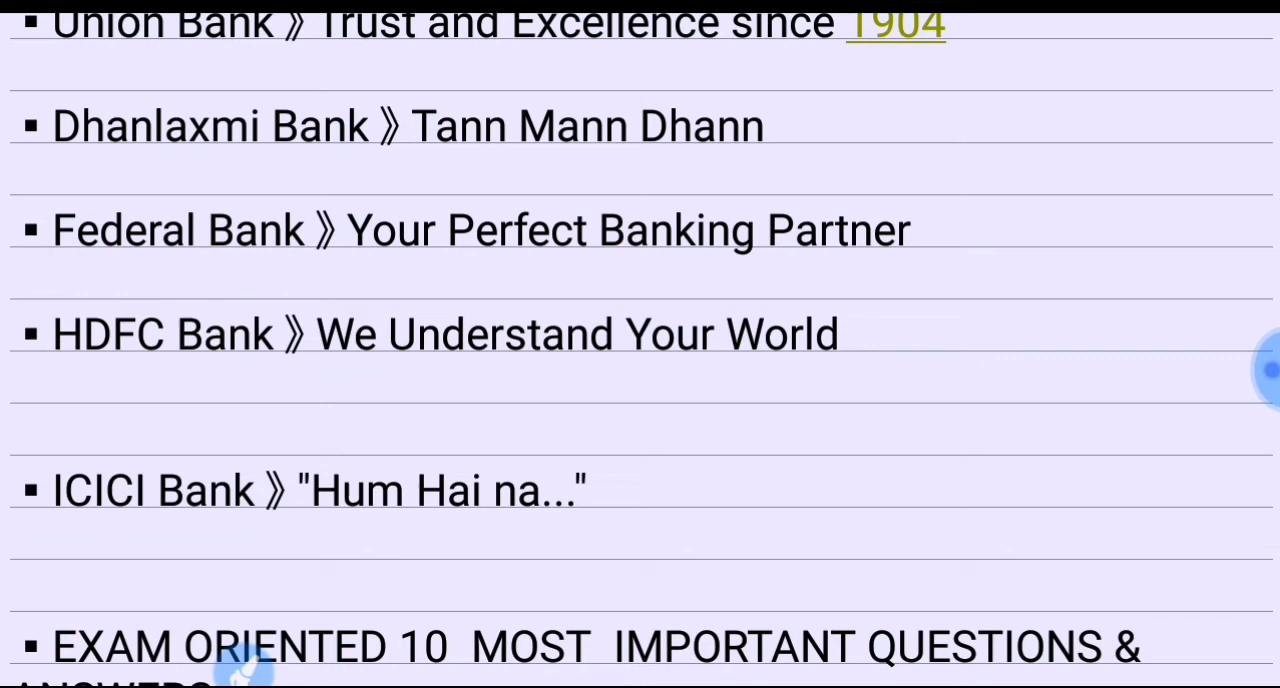 ▪ Union Bank 》 Trust and Excellence since 1904
▪ Dhanlaxmi Bank 》 Tann Mann Dhann
▪ Federal Bank 》 Your Perfect Banking Partner
▪ HDFC Bank 》 We Understand Your World
▪ ICICI Bank 》 "Hum Hai na..."
▪ EXAM ORIENTED 10 MOST IMPORTANT QUESTIONS &
ANSWERS